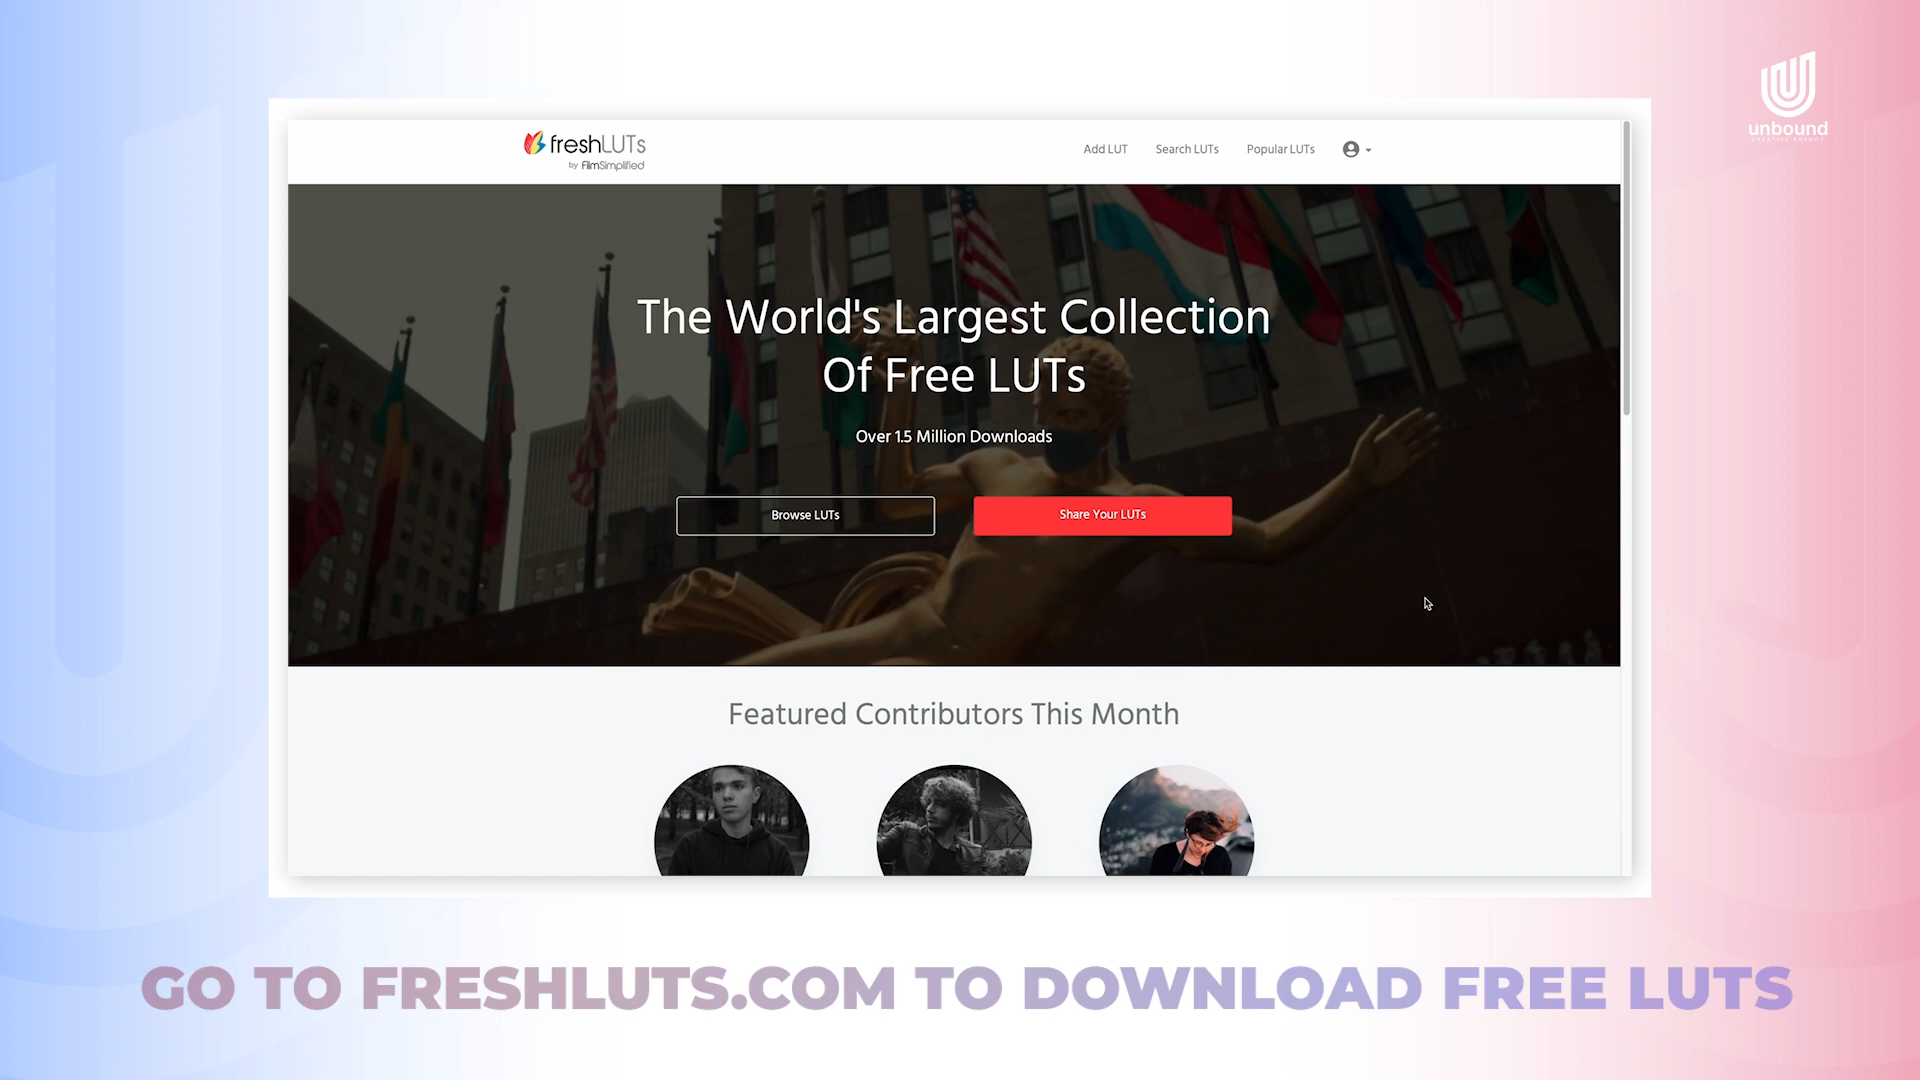 unbound
CREATIVE AGENCY
freshLUTs
by FilmSimplified
Add LUT
Search LUTs
Popular LUTs
The World's Largest Collection
Of Free LUTs
Over 1.5 Million Downloads
Browse LUTs
Share Your LUTs
Featured Contributors This Month
GO TO FRESHLUTS.COM TO DOWNLOAD FREE LUTS